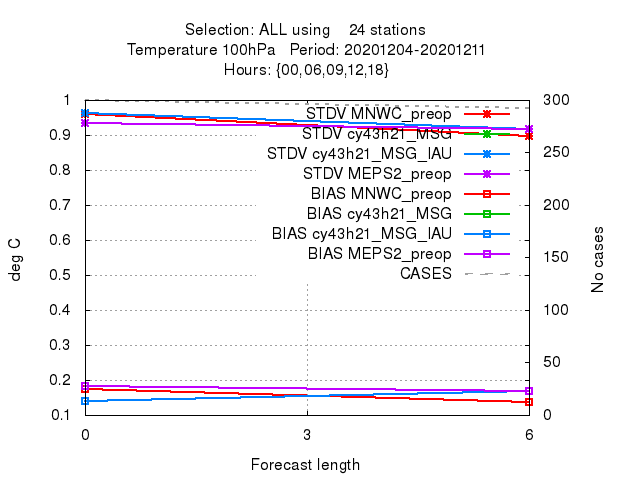 Selection: ALL using    24 stations
Temperature 100hPa   Period: 20201204-20201211
Hours: {00,06,09,12,18}
1
0.9
0.8
0.7
0.6
0.5
0.4
0.3
0.2
0.1
deg C
STDV MNWC_preop
STDV cy43h21_MSG
STDV cy43h21_MSG_IAU
STDV MEPS2_preop
BIAS MNWC_preop
BIAS cy43h21_MSG
BIAS cy43h21_MSG_IAU
BIAS MEPS2_preop
CASES
300
250
200
150
100
50
0
No cases
0 3 6
Forecast length